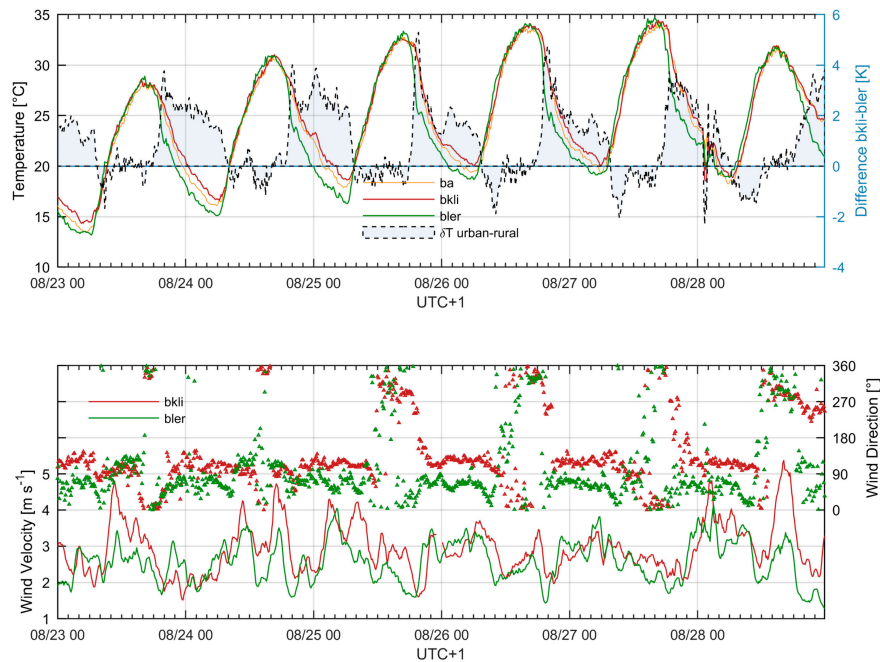 35
30
25
20
15
10
Temperature [°C]
6
4
2
0
-2
-4
Difference bkli-bler [K]
ba
bkli
bler
δT urban-rural
08/23 00
08/24 00
08/25 00
08/26 00
08/27 00
08/28 00
UTC+1
bkli
bler
5
4
3
2
1
Wind Velocity [m s⁻¹]
360
270
180
90
0
Wind Direction [°]
08/23 00
08/24 00
08/25 00
08/26 00
08/27 00
08/28 00
UTC+1